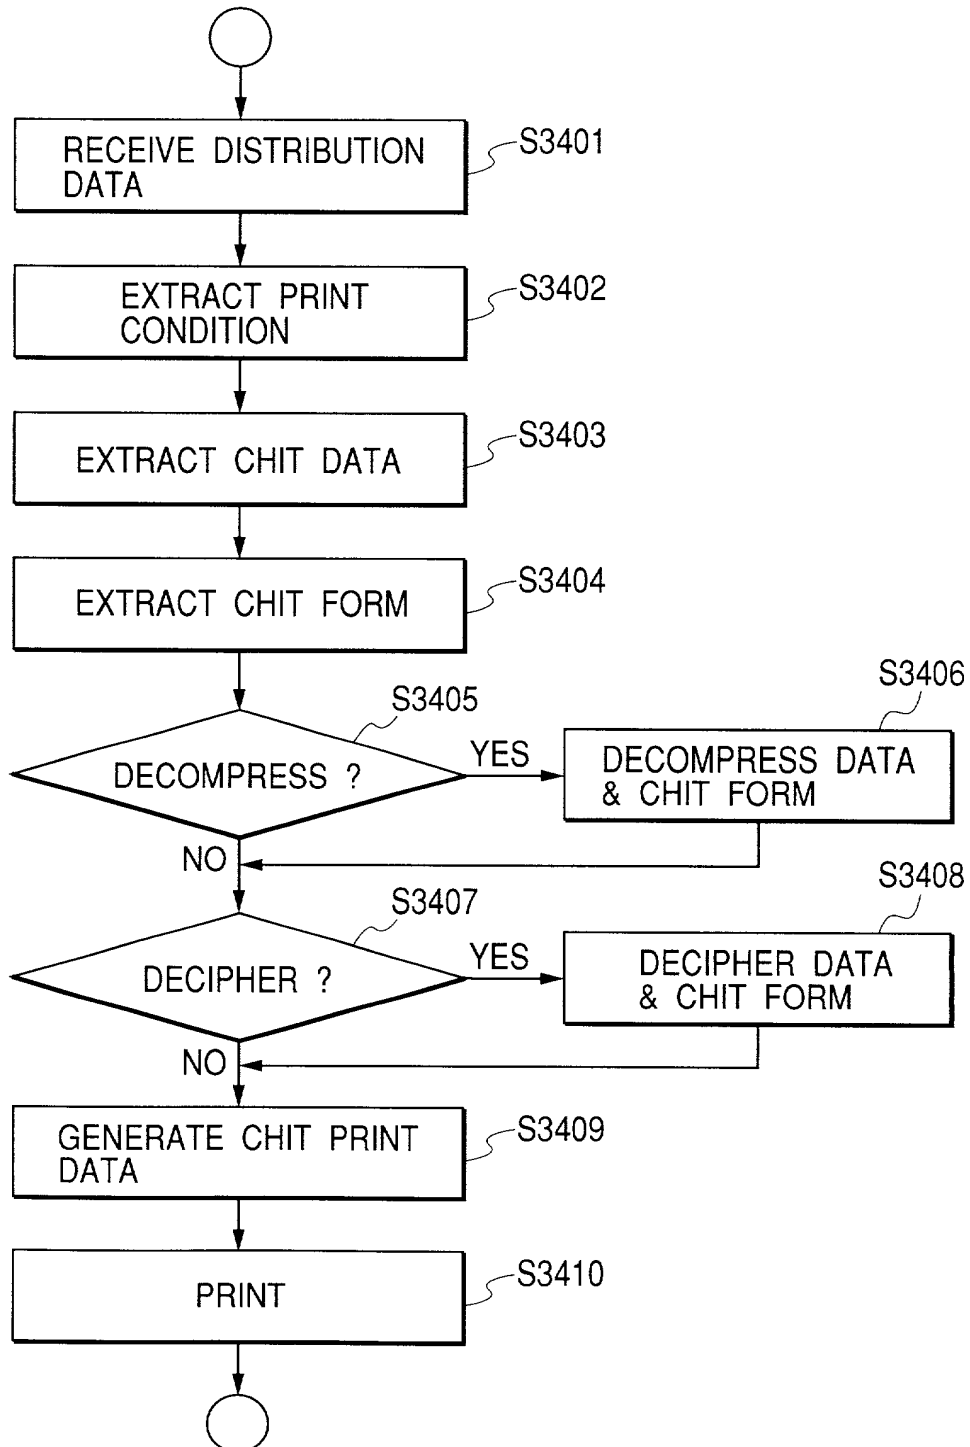 RECEIVE DISTRIBUTION
DATA
S3401
EXTRACT PRINT
CONDITION
S3402
EXTRACT CHIT DATA
S3403
EXTRACT CHIT FORM
S3404
DECOMPRESS ?
S3405
YES
DECOMPRESS DATA
& CHIT FORM
S3406
NO
DECIPHER ?
S3407
YES
DECIPHER DATA
& CHIT FORM
S3408
NO
GENERATE CHIT PRINT
DATA
S3409
PRINT
S3410